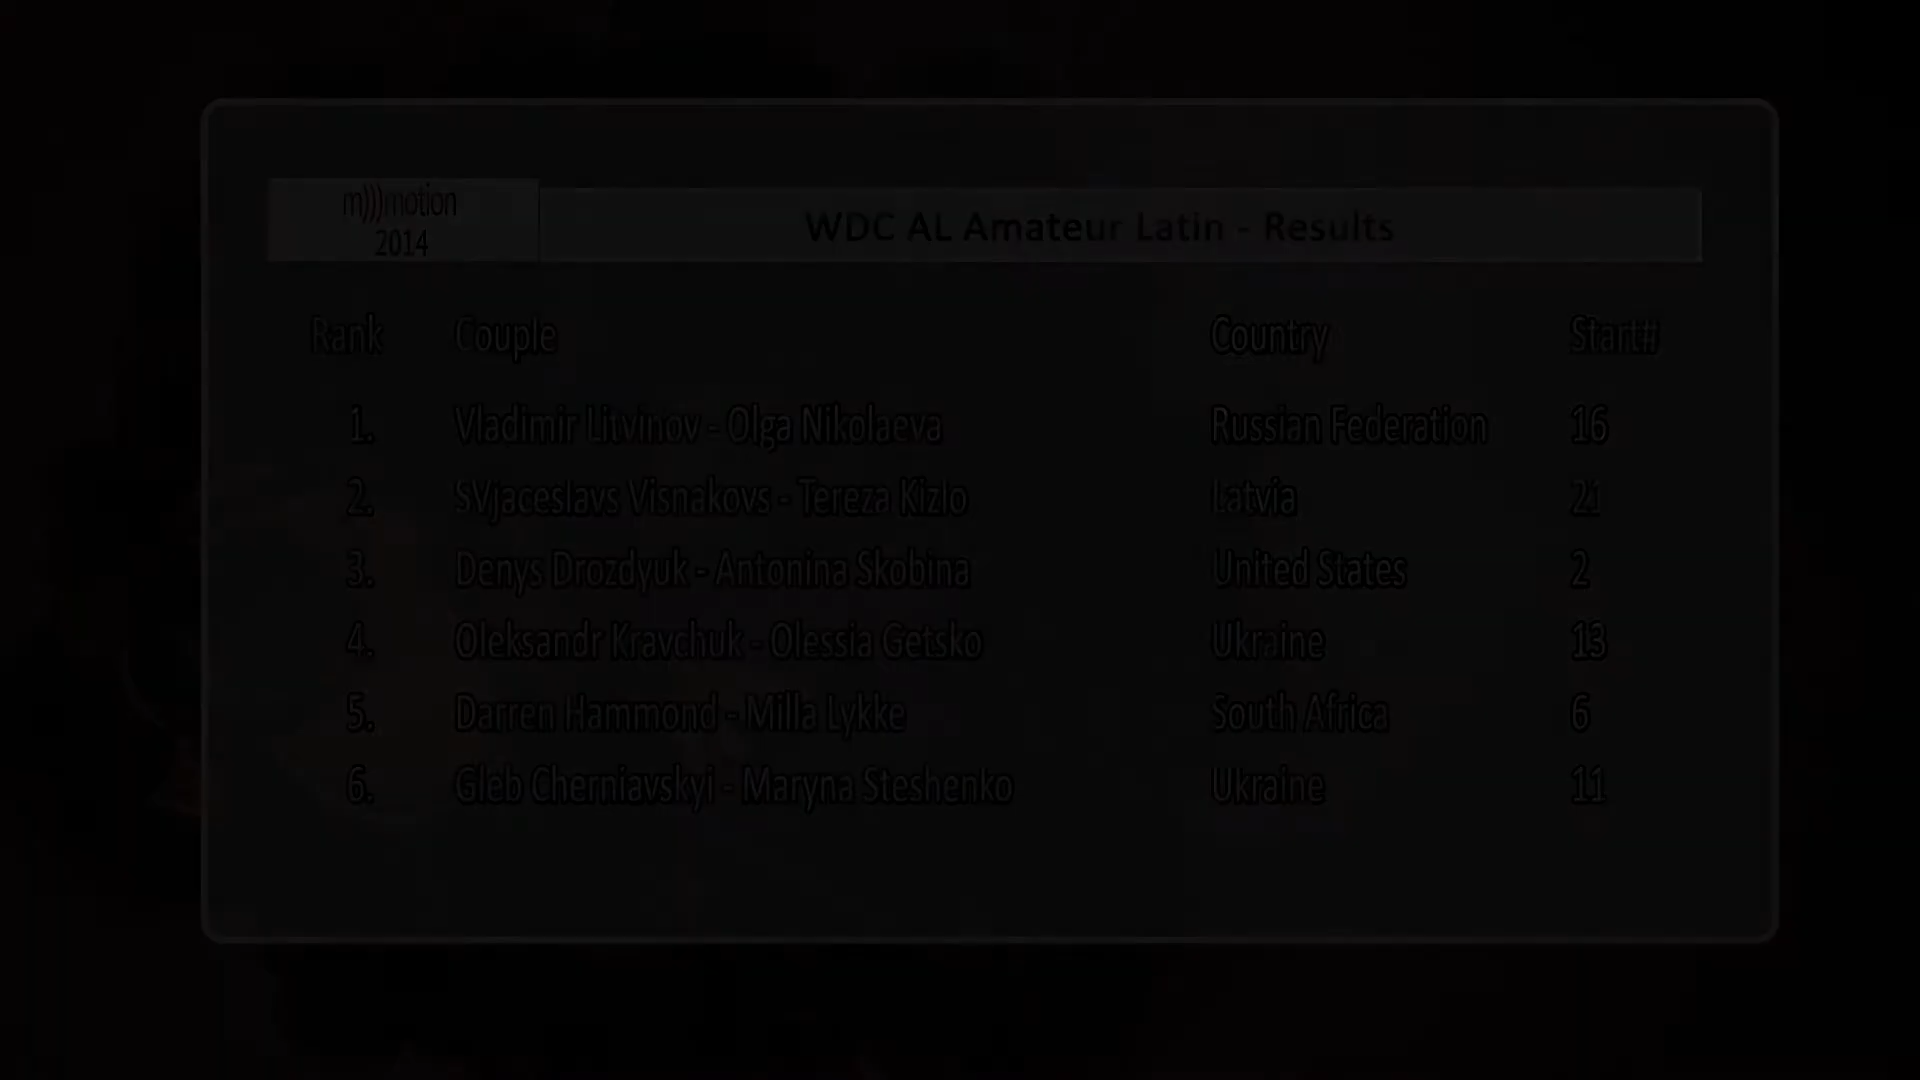 m)))motion
2014
WDC AL Amateur Latin - Results
Rank Couple Country Start#
1. Vladimir Litvinov - Olga Nikolaeva Russian Federation 16
2. SVjaceslavs Visnakovs - Tereza Kizlo Latvia 21
3. Denys Drozdyuk - Antonina Skobina United States 2
4. Oleksandr Kravchuk - Olessia Getsko Ukraine 13
5. Darren Hammond - Milla Lykke South Africa 6
6. Gleb Cherniavskyi - Maryna Steshenko Ukraine 11